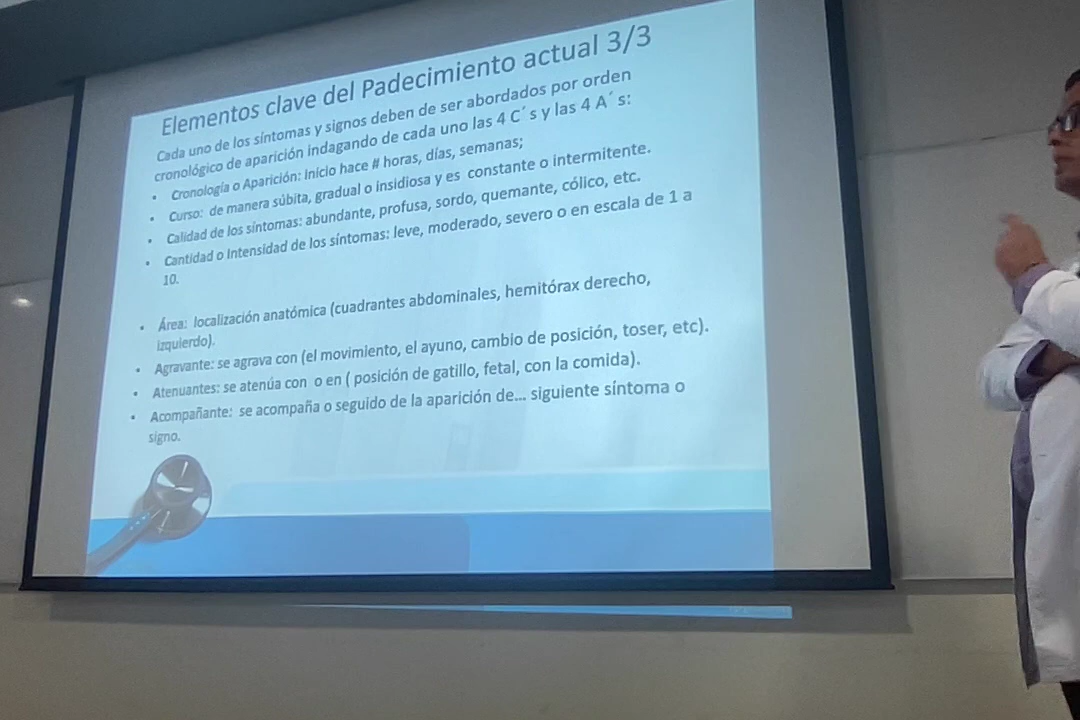 Elementos clave del Padecimiento actual 3/3
Cada uno de los síntomas y signos deben de ser abordados por orden
cronológico de aparición indagando de cada uno las 4 C´s y las 4 A´s:
• Cronología o Aparición: Inicio hace # horas, días, semanas;
• Curso: de manera súbita, gradual o insidiosa y es constante o intermitente.
• Calidad de los síntomas: abundante, profusa, sordo, quemante, cólico, etc.
• Cantidad o Intensidad de los síntomas: leve, moderado, severo o en escala de 1 a
10.
• Área: localización anatómica (cuadrantes abdominales, hemitórax derecho,
izquierdo).
• Agravante: se agrava con (el movimiento, el ayuno, cambio de posición, toser, etc).
• Atenuantes: se atenúa con o en ( posición de gatillo, fetal, con la comida).
• Acompañante: se acompaña o seguido de la aparición de... siguiente síntoma o
signo.